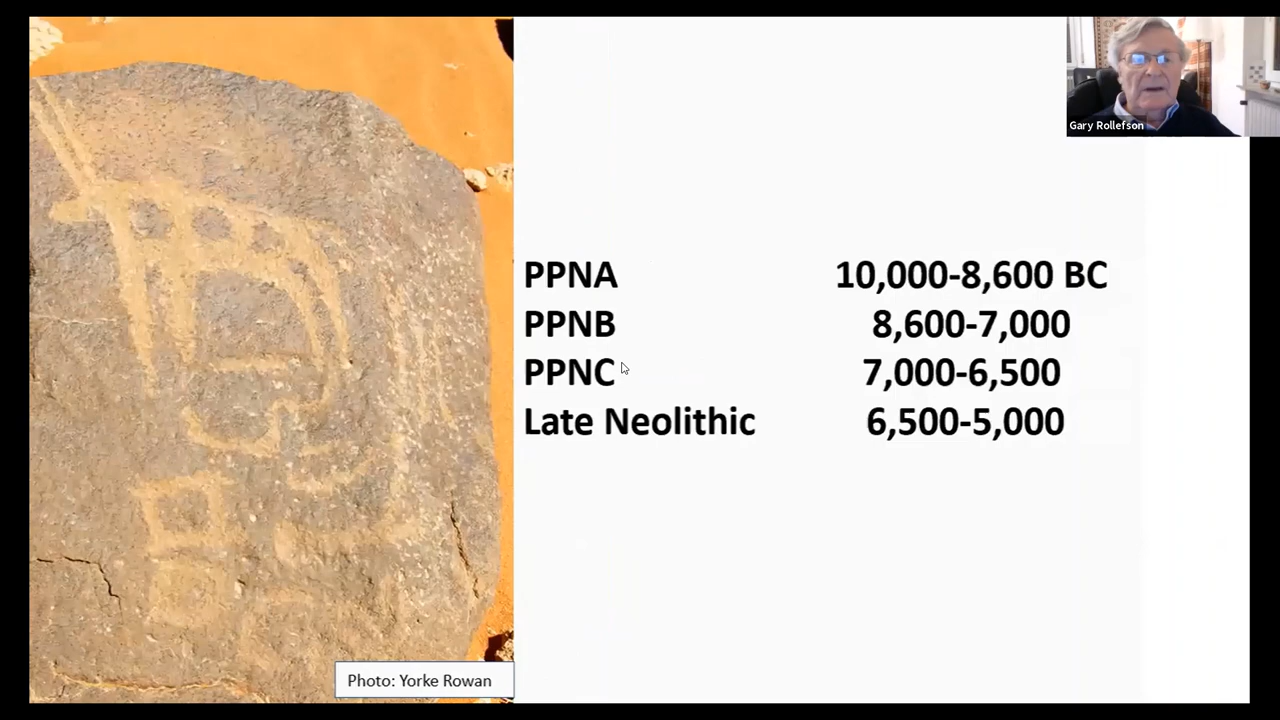 Gary Rollefson
PPNA 10,000-8,600 BC
PPNB 8,600-7,000
PPNC 7,000-6,500
Late Neolithic 6,500-5,000
Photo: Yorke Rowan